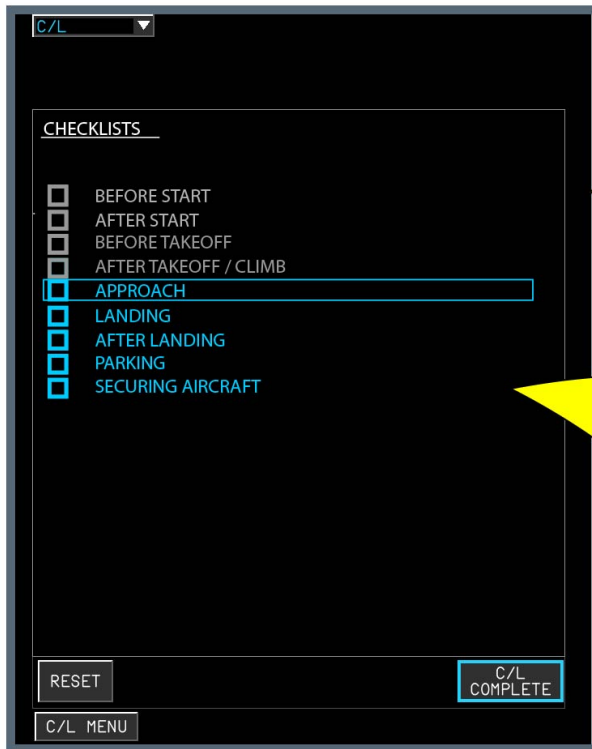 C/L
CHECKLISTS
BEFORE START
AFTER START
BEFORE TAKEOFF
AFTER TAKEOFF / CLIMB
APPROACH
LANDING
AFTER LANDING
PARKING
SECURING AIRCRAFT
RESET
C/L
COMPLETE
C/L MENU